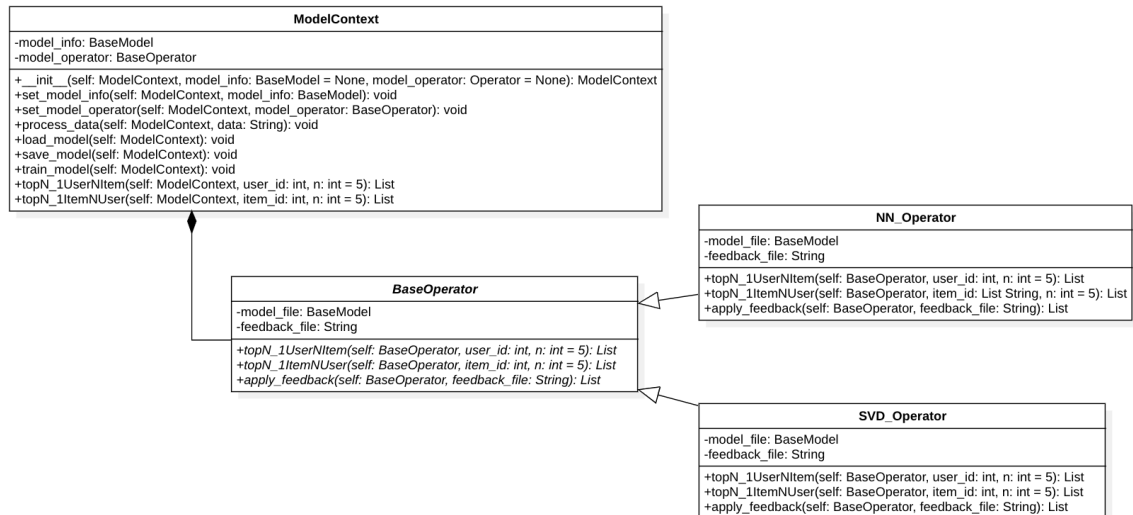 ModelContext
-model_info: BaseModel
-model_operator: BaseOperator
+__init__(self: ModelContext, model_info: BaseModel = None, model_operator: Operator = None): ModelContext
+set_model_info(self: ModelContext, model_info: BaseModel): void
+set_model_operator(self: ModelContext, model_operator: BaseOperator): void
+process_data(self: ModelContext, data: String): void
+load_model(self: ModelContext): void
+save_model(self: ModelContext): void
+train_model(self: ModelContext): void
+topN_1UserNItem(self: ModelContext, user_id: int, n: int = 5): List
+topN_1ItemNUser(self: ModelContext, item_id: int, n: int = 5): List
BaseOperator
-model_file: BaseModel
-feedback_file: String
+topN_1UserNItem(self: BaseOperator, user_id: int, n: int = 5): List
+topN_1ItemNUser(self: BaseOperator, item_id: int, n: int = 5): List
+apply_feedback(self: BaseOperator, feedback_file: String): List
NN_Operator
-model_file: BaseModel
-feedback_file: String
+topN_1UserNItem(self: BaseOperator, user_id: int, n: int = 5): List
+topN_1ItemNUser(self: BaseOperator, item_id: List String, n: int = 5): List
+apply_feedback(self: BaseOperator, feedback_file: String): List
SVD_Operator
-model_file: BaseModel
-feedback_file: String
+topN_1UserNItem(self: BaseOperator, user_id: int, n: int = 5): List
+topN_1ItemNUser(self: BaseOperator, item_id: int, n: int = 5): List
+apply_feedback(self: BaseOperator, feedback_file: String): List